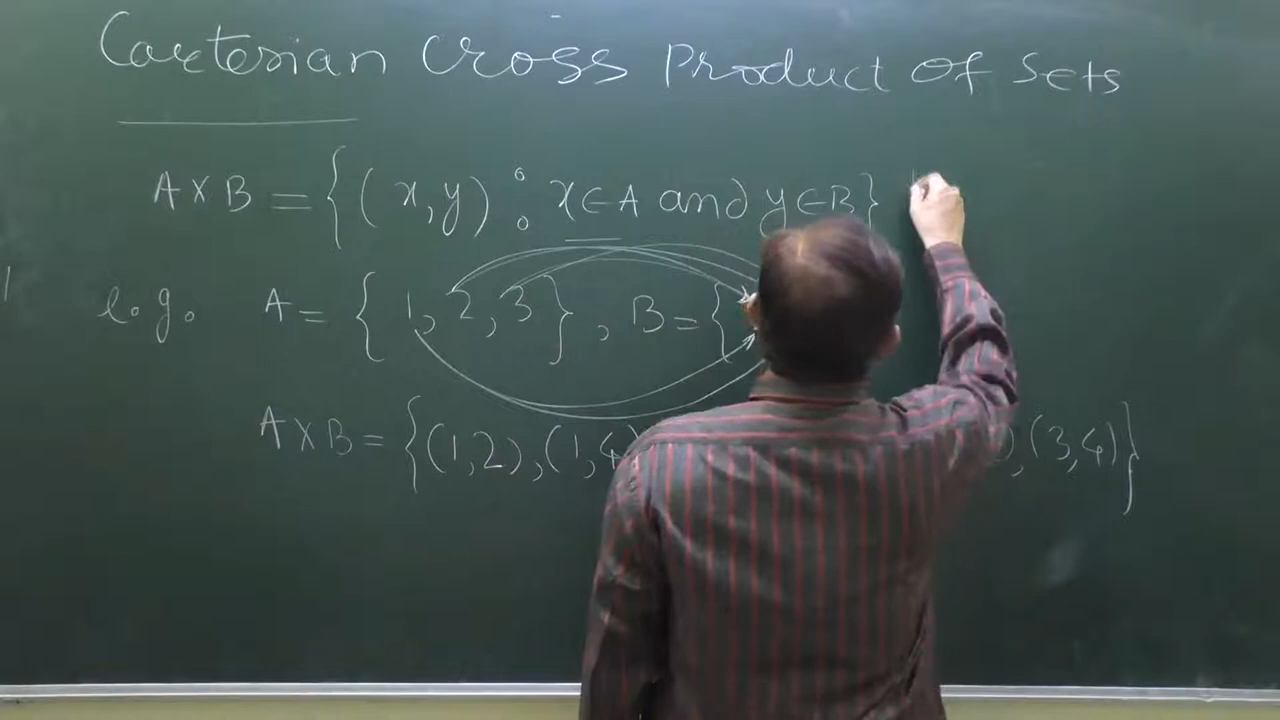 Cartesian Cross Product Of Sets
A X B = { ( x, y ) : x ∈ A and y ∈ B }
e.g. A = { 1, 2, 3 } , B = {
A X B = { (1,2), (1,4 ), (3,4) }